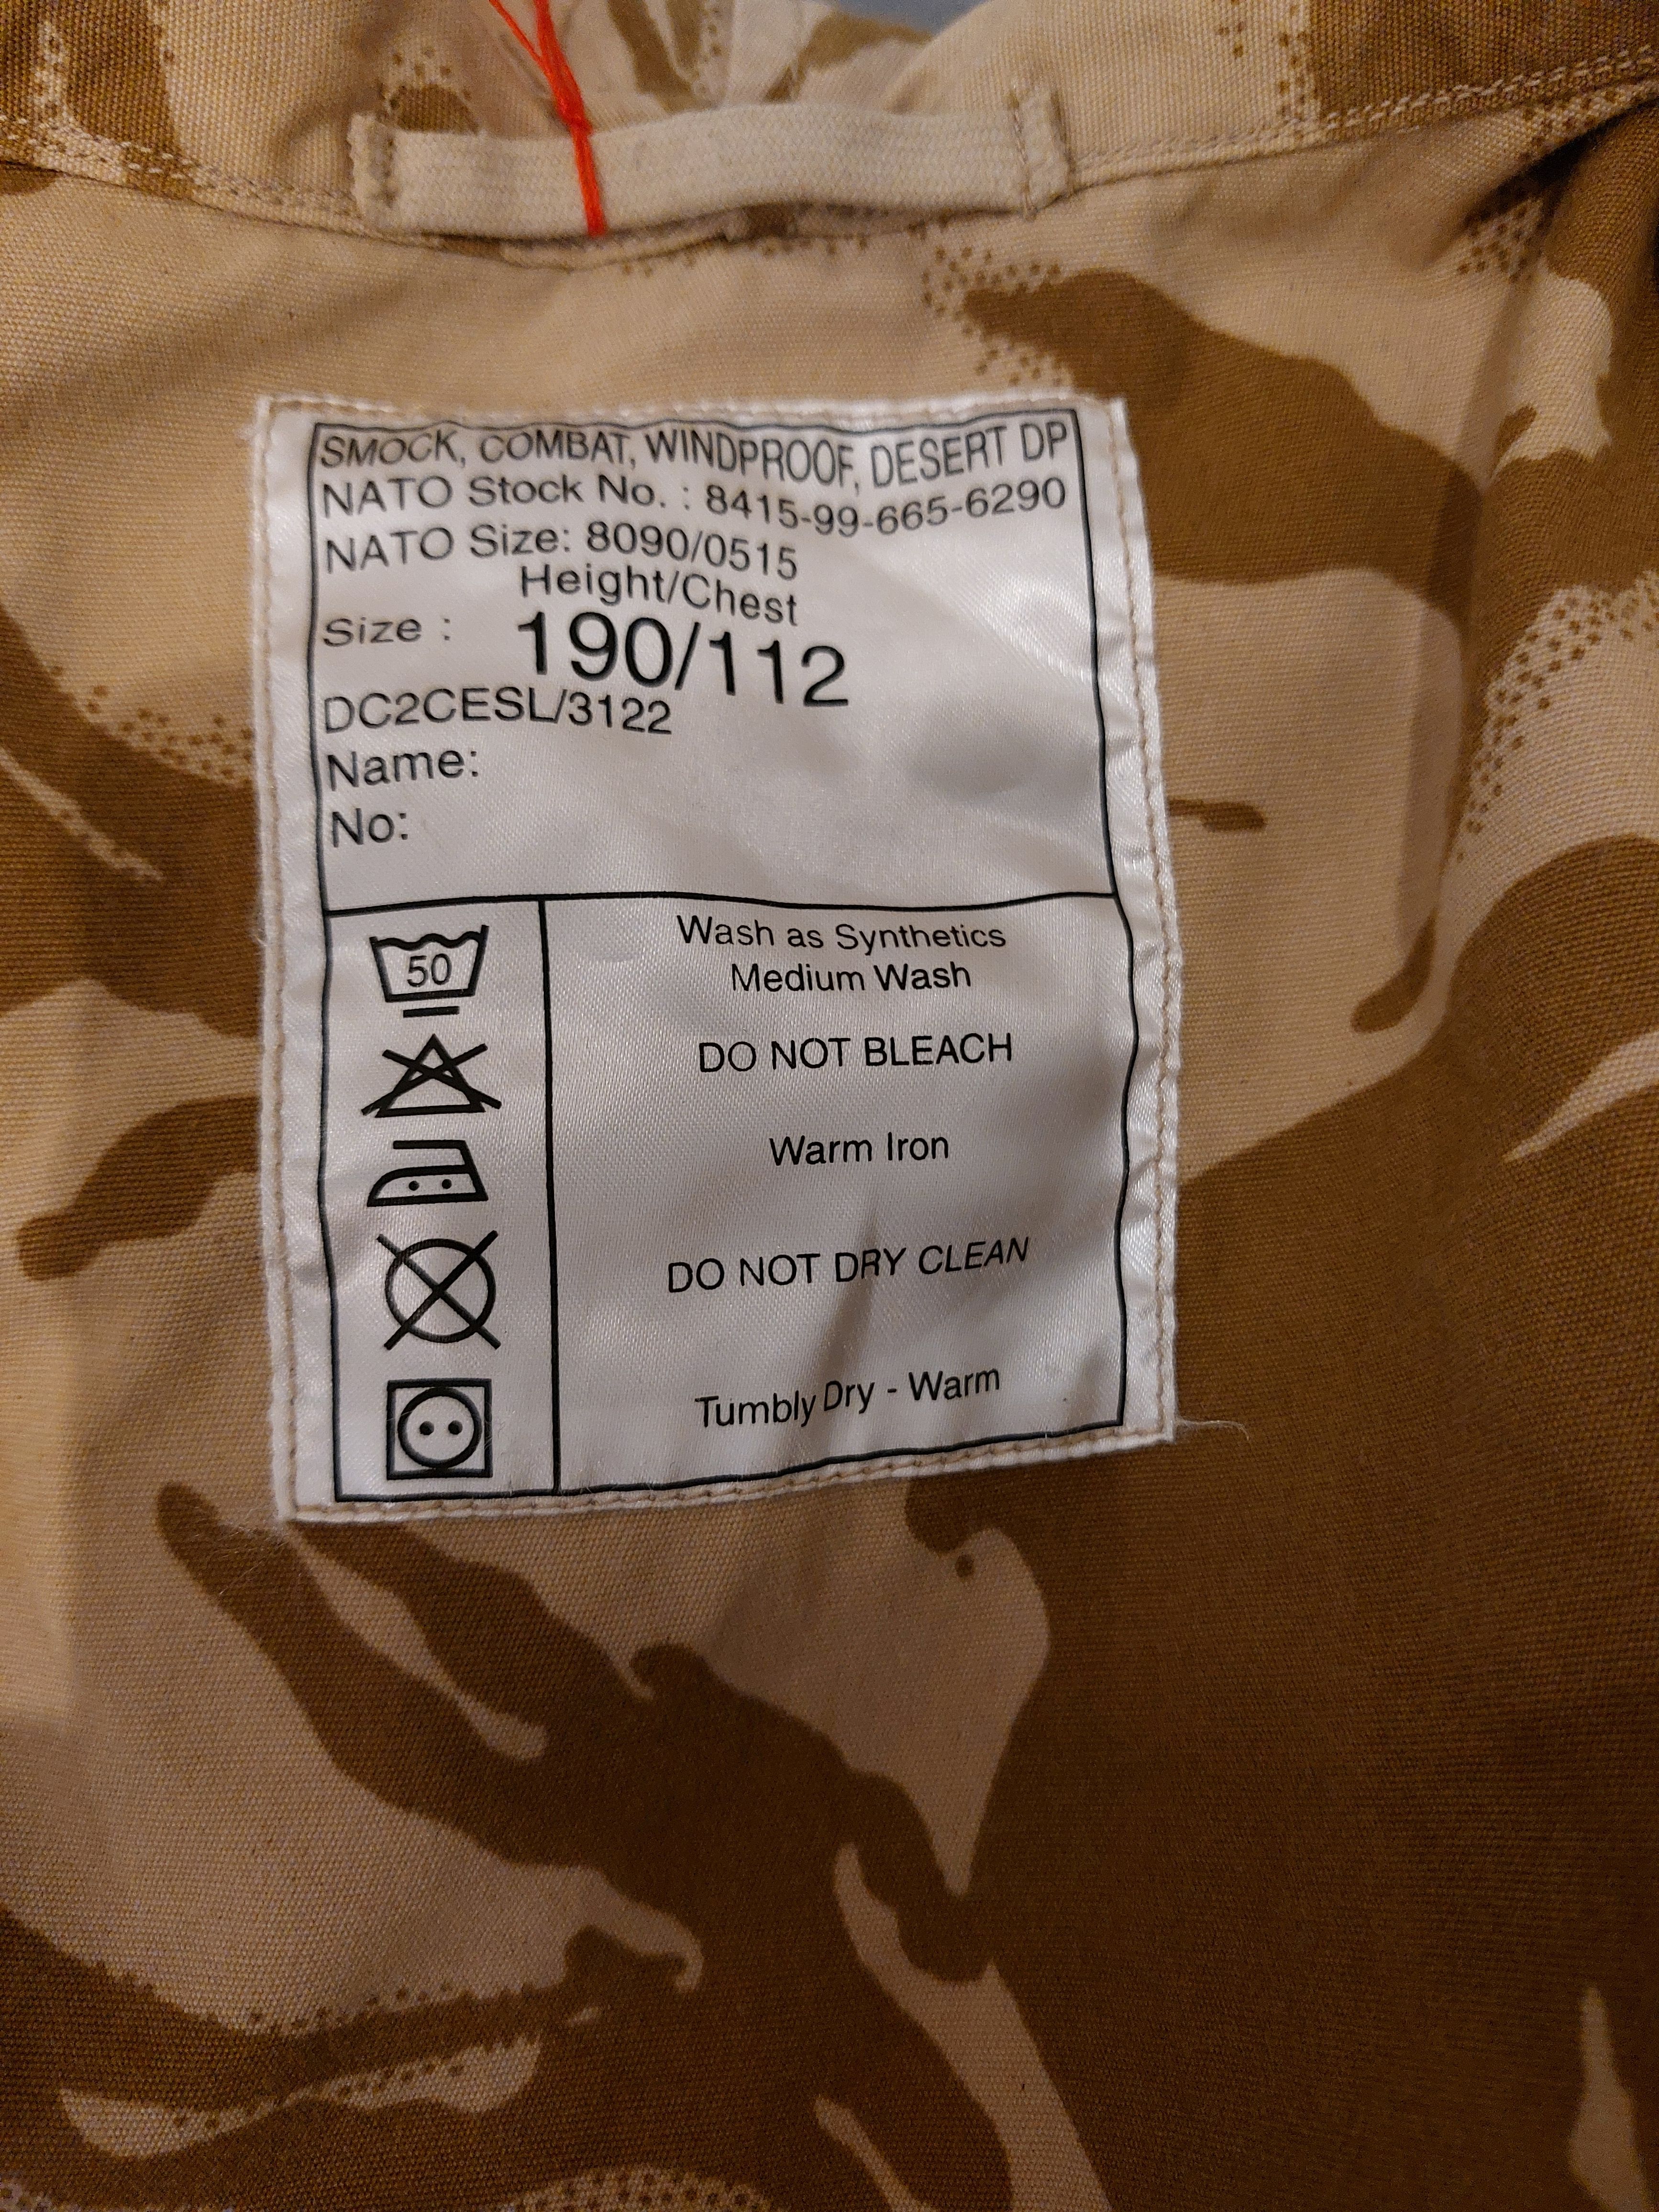 SMOCK, COMBAT, WINDPROOF, DESERT DP
NATO Stock No. : 8415-99-665-6290
NATO Size: 8090/0515
Height/Chest
Size : 190/112
DC2CESL/3122
Name:
No:
50
Wash as Synthetics
Medium Wash
DO NOT BLEACH
Warm Iron
DO NOT DRY CLEAN
Tumbly Dry - Warm